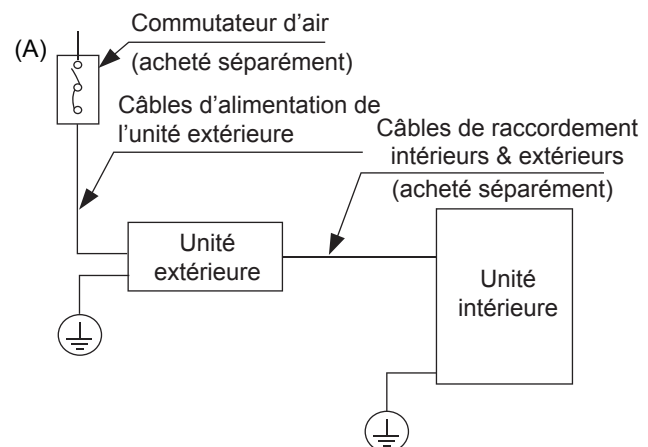 (A)
Commutateur d'air
(acheté séparément)
Câbles d'alimentation de
l'unité extérieure
Câbles de raccordement
intérieurs & extérieurs
(acheté séparément)
Unité
extérieure
Unité
intérieure